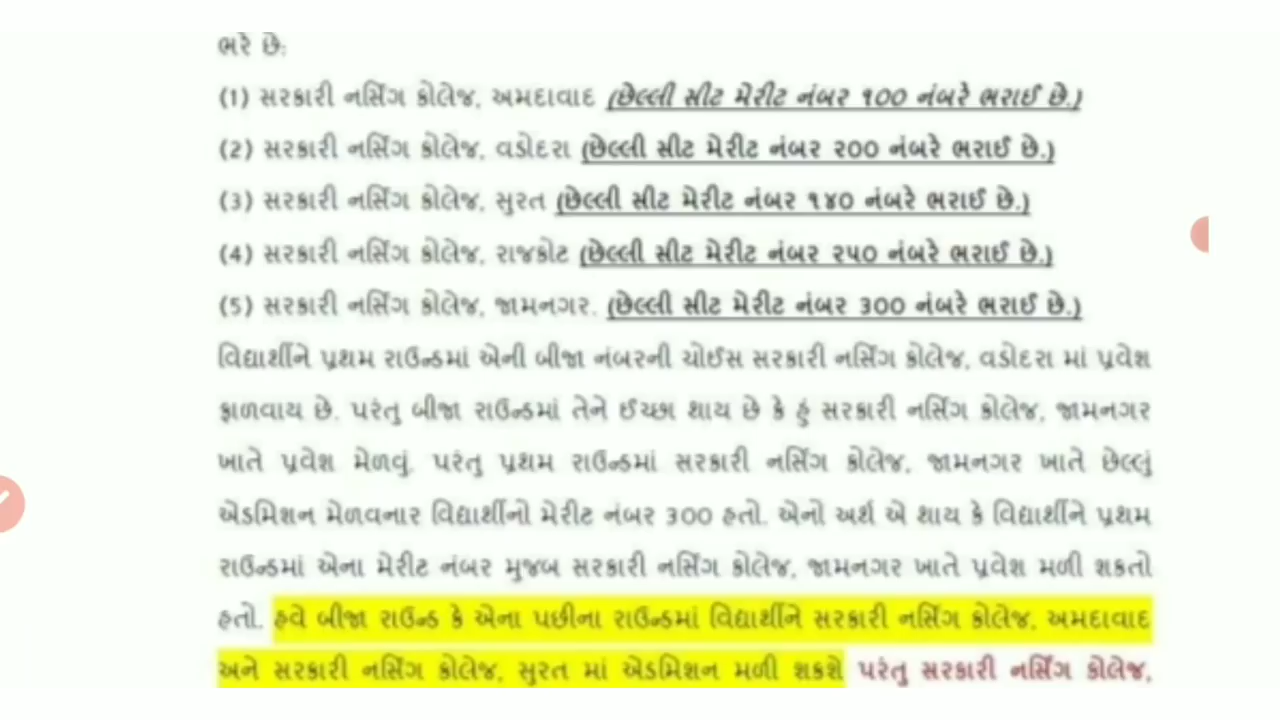 ભરે છે:
(1) સરકારી નર્સિંગ કોલેજ, અમદાવાદ (છેલ્લી સીટ મેરીટ નંબર ૧૦૦ નંબરે ભરાઈ છે.)
(2) સરકારી નર્સિંગ કોલેજ, વડોદરા (છેલ્લી સીટ મેરીટ નંબર ૨૦૦ નંબરે ભરાઈ છે.)
(3) સરકારી નર્સિંગ કોલેજ, સુરત (છેલ્લી સીટ મેરીટ નંબર ૧૪૦ નંબરે ભરાઈ છે.)
(4) સરકારી નર્સિંગ કોલેજ, રાજકોટ (છેલ્લી સીટ મેરીટ નંબર ૨૫૦ નંબરે ભરાઈ છે.)
(5) સરકારી નર્સિંગ કોલેજ, જામનગર. (છેલ્લી સીટ મેરીટ નંબર ૩૦૦ નંબરે ભરાઈ છે.)
વિદ્યાર્થીને પ્રથમ રાઉન્ડમાં એની બીજા નંબરની ચોઈસ સરકારી નર્સિંગ કોલેજ, વડોદરા માં પ્રવેશ
ફાળવાય છે. પરંતુ બીજા રાઉન્ડમાં તેને ઈચ્છા થાય છે કે હું સરકારી નર્સિંગ કોલેજ, જામનગર
ખાતે પ્રવેશ મેળવું. પરંતુ પ્રથમ રાઉન્ડમાં સરકારી નર્સિંગ કોલેજ, જામનગર ખાતે છેલ્લું
એડમિશન મેળવનાર વિદ્યાર્થીનો મેરીટ નંબર ૩૦૦ હતો. એનો અર્થ એ થાય કે વિદ્યાર્થીને પ્રથમ
રાઉન્ડમાં એના મેરીટ નંબર મુજબ સરકારી નર્સિંગ કોલેજ, જામનગર ખાતે પ્રવેશ મળી શકતો
હતો. હવે બીજા રાઉન્ડ કે એના પછીના રાઉન્ડમાં વિદ્યાર્થીને સરકારી નર્સિંગ કોલેજ, અમદાવાદ
અને સરકારી નર્સિંગ કોલેજ, સુરત માં એડમિશન મળી શકશે પરંતુ સરકારી નર્સિંગ કોલેજ,